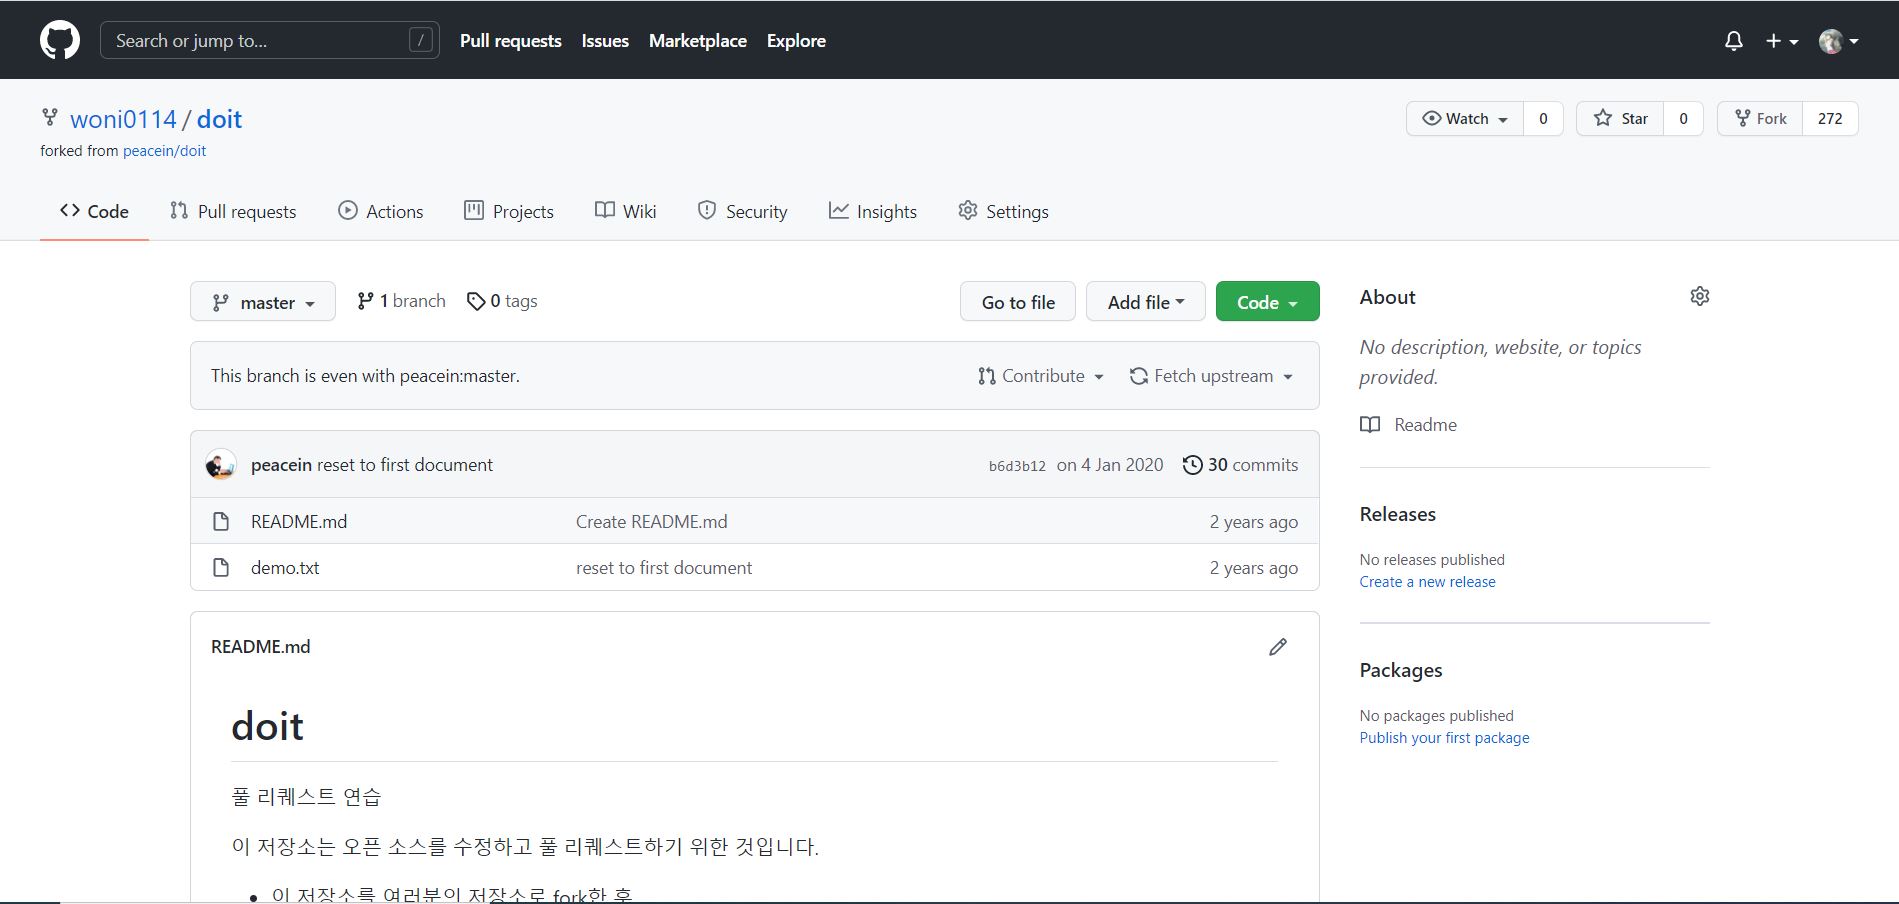 Search or jump to... /
Pull requests Issues Marketplace Explore
woni0114 / doit
forked from peacein/doit
Watch 0 Star 0 Fork 272
Code Pull requests Actions Projects Wiki Security Insights Settings
master 1 branch 0 tags Go to file Add file Code
This branch is even with peacein:master. Contribute Fetch upstream
peacein reset to first document b6d3b12 on 4 Jan 2020 30 commits
README.md Create README.md 2 years ago
demo.txt reset to first document 2 years ago
README.md
doit
풀 리퀘스트 연습
이 저장소는 오픈 소스를 수정하고 풀 리퀘스트하기 위한 것입니다.
• 이 저장소를 여러분의 저장소로 fork한 후
About
No description, website, or topics
provided.
Readme
Releases
No releases published
Create a new release
Packages
No packages published
Publish your first package